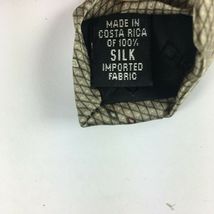 MADE IN
COSTA RICA
OF 100%
SILK
IMPORTED
FABRIC